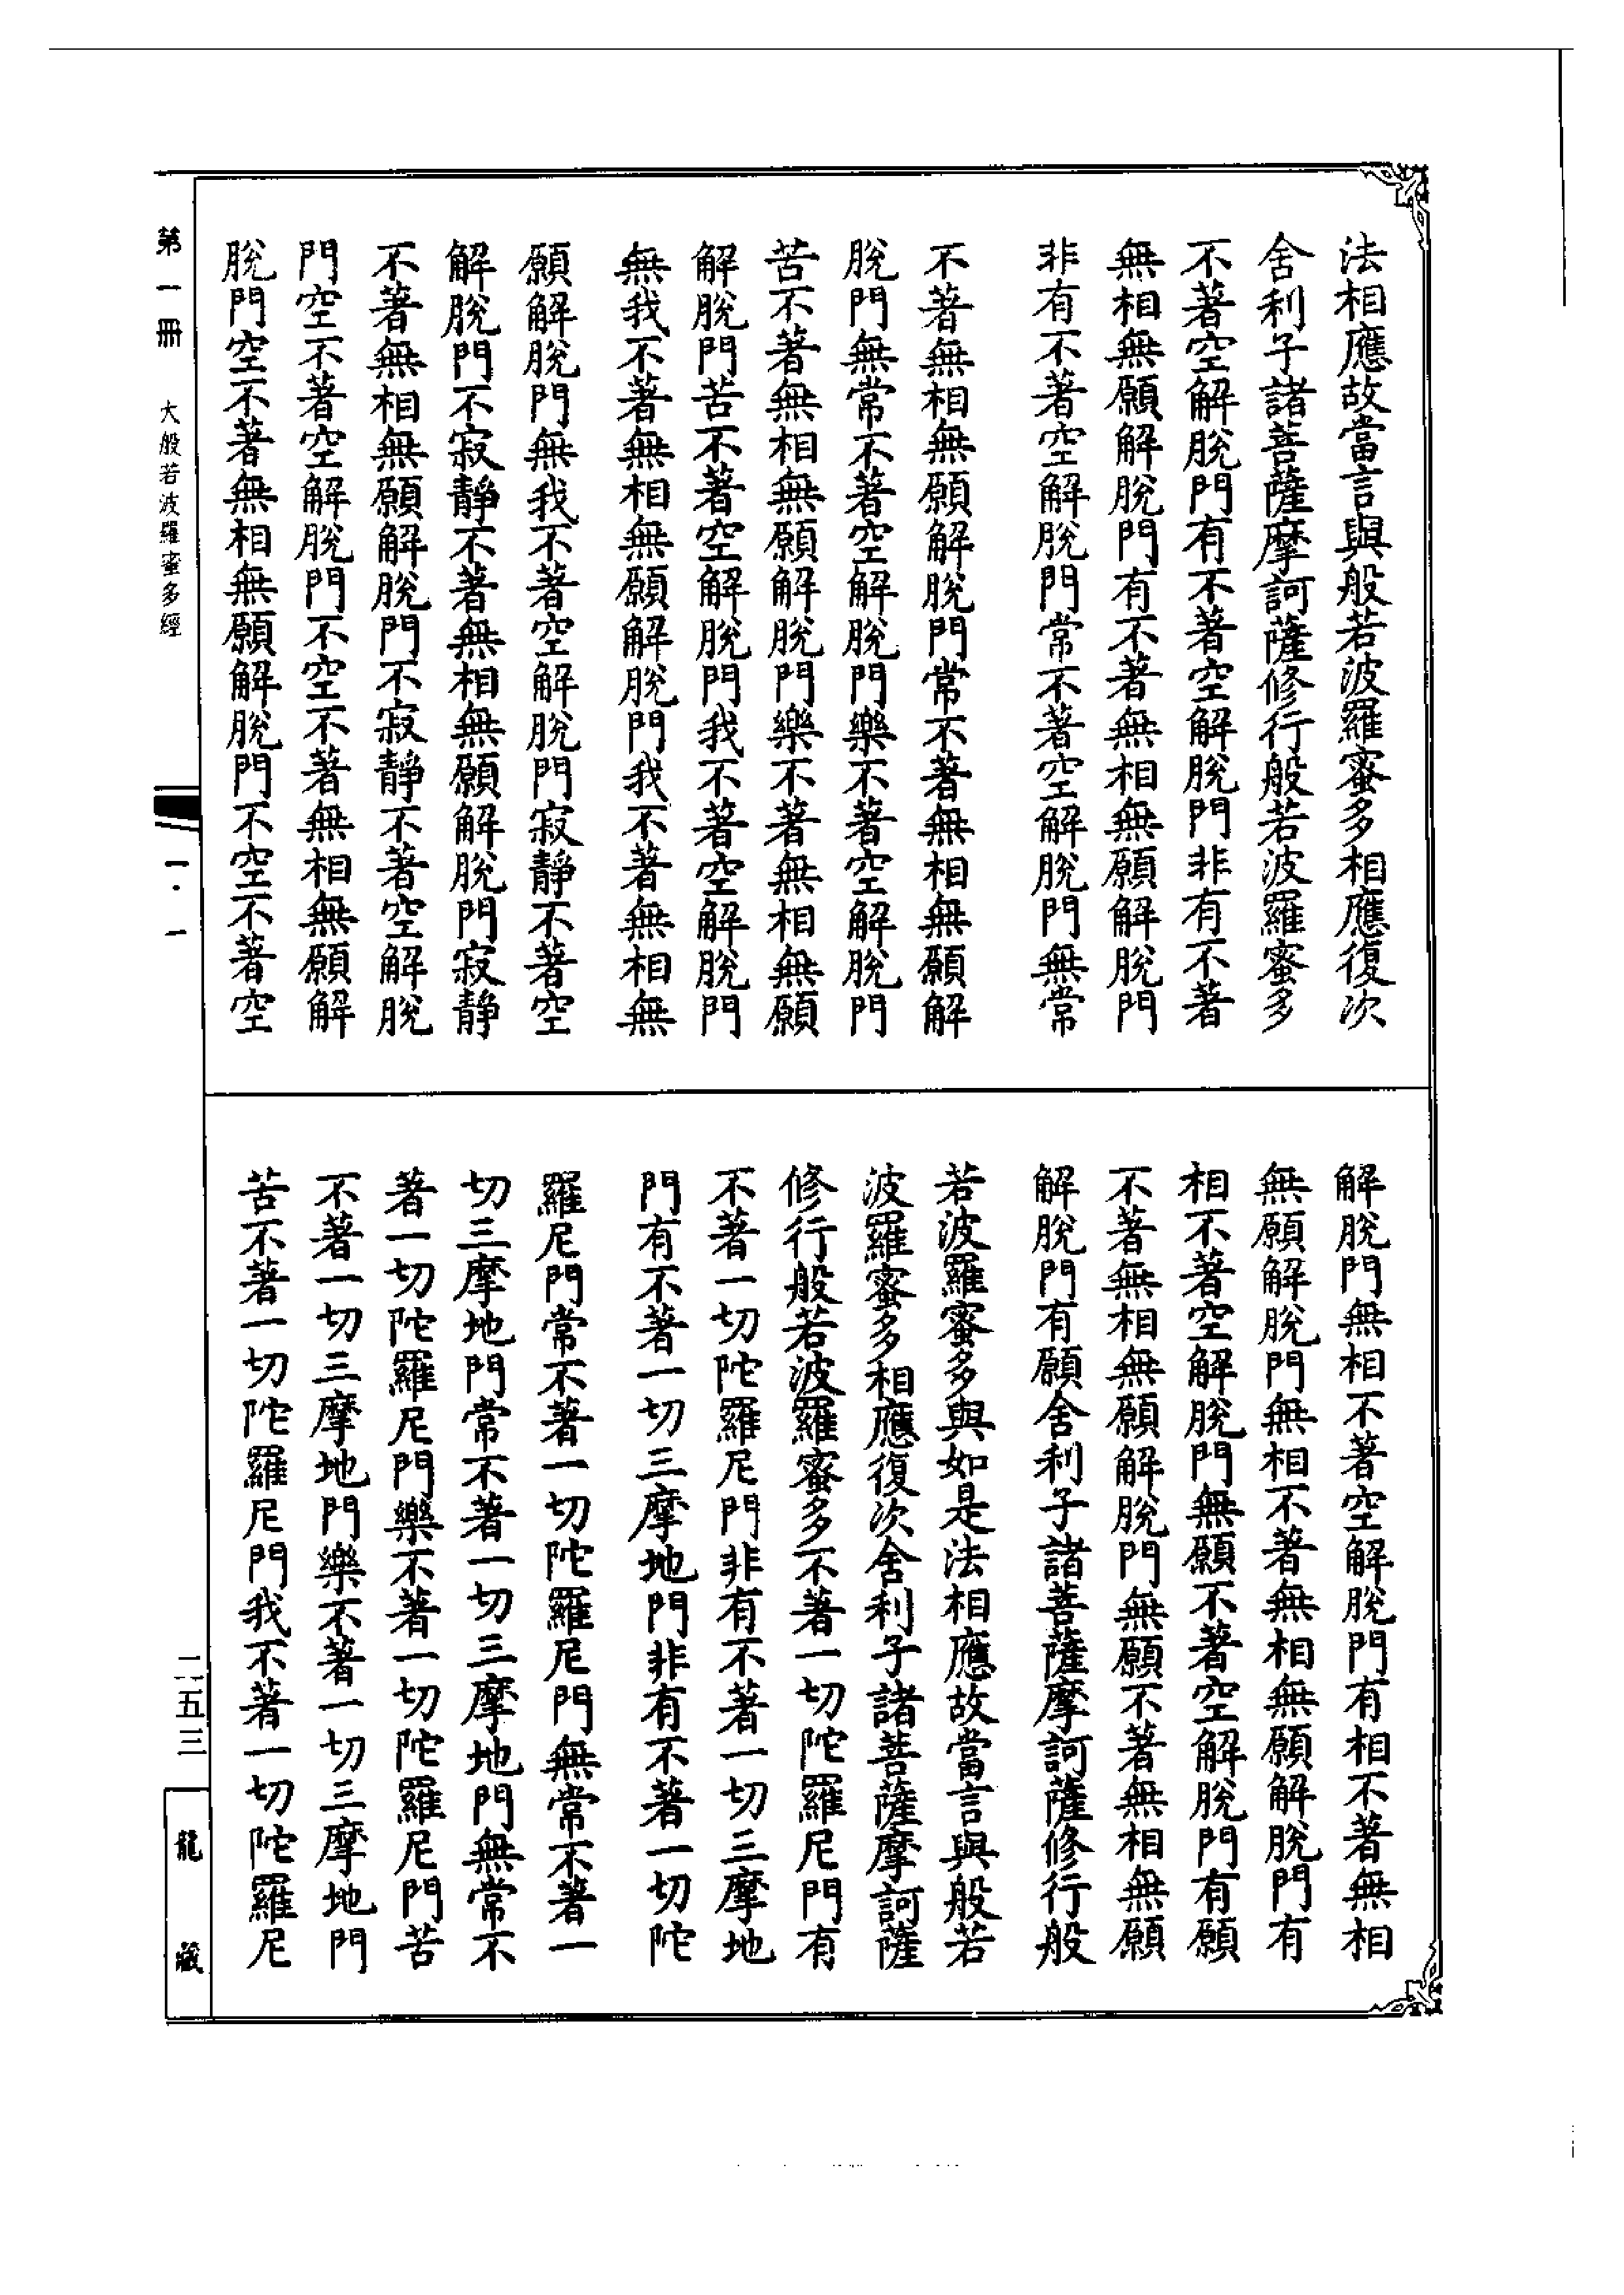 法相應故當言與般若波羅蜜多相應復次
舍利子諸菩薩摩訶薩修行般若波羅蜜多
不著空解脫門有不著空解脫門非有不著
無相無願解脫門有不著無相無願解脫門
非有不著空解脫門常不著空解脫門無常
不著無相無願解脫門常不著無相無願解
脫門無常不著空解脫門樂不著空解脫門
苦不著無相無願解脫門樂不著無相無願
解脫門苦不著空解脫門我不著空解脫門
無我不著無相無願解脫門我不著無相無
願解脫門無我不著空解脫門寂靜不著空
解脫門不寂靜不著無相無願解脫門寂靜
不著無相無願解脫門不寂靜不著空解脫
門空不著空解脫門不空不著無相無願解
脫門空不著無相無願解脫門不空不著空
解脫門無相不著空解脫門有相不著無相
無願解脫門無相不著無相無願解脫門有
相不著空解脫門無願不著空解脫門有願
不著無相無願解脫門無願不著無相無願
解脫門有願舍利子諸菩薩摩訶薩修行般
若波羅蜜多與如是法相應故當言與般若
波羅蜜多相應復次舍利子諸菩薩摩訶薩
修行般若波羅蜜多不著一切陀羅尼門有
不著一切陀羅尼門非有不著一切三摩地
門有不著一切三摩地門非有不著一切陀
羅尼門常不著一切陀羅尼門無常不著一
切三摩地門常不著一切三摩地門無常不
著一切陀羅尼門樂不著一切陀羅尼門苦
不著一切三摩地門樂不著一切三摩地門
苦不著一切陀羅尼門我不著一切陀羅尼
第一冊 大般若波羅蜜多經 一·一
二五三
龍藏